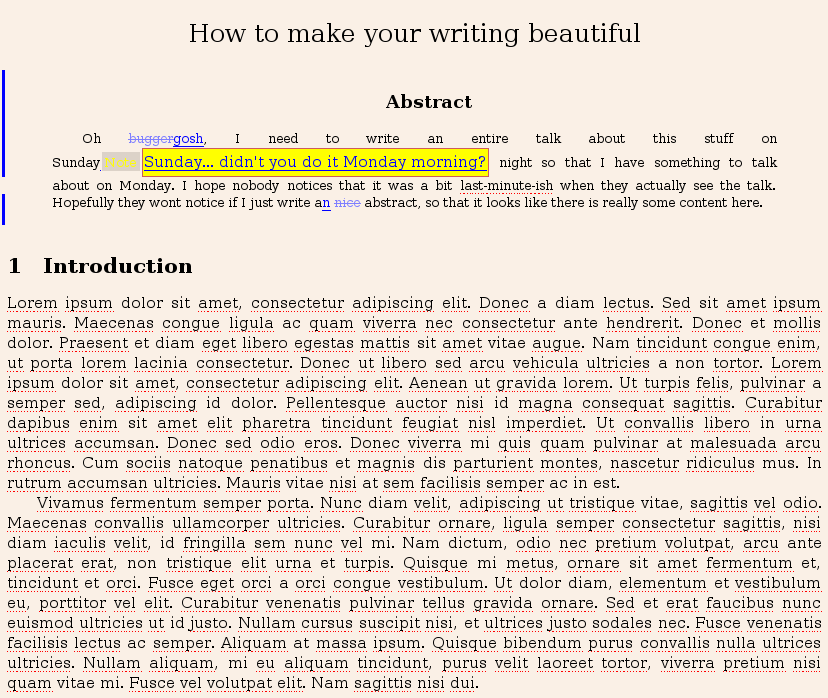 How to make your writing beautiful
Abstract
Oh buggergosh, I need to write an entire talk about this stuff on
Sunday Note Sunday... didn't you do it Monday morning? night so that I have something to talk
about on Monday. I hope nobody notices that it was a bit last-minute-ish when they actually see the talk.
Hopefully they wont notice if I just write an nice abstract, so that it looks like there is really some content here.
1 Introduction
Lorem ipsum dolor sit amet, consectetur adipiscing elit. Donec a diam lectus. Sed sit amet ipsum
mauris. Maecenas congue ligula ac quam viverra nec consectetur ante hendrerit. Donec et mollis
dolor. Praesent et diam eget libero egestas mattis sit amet vitae augue. Nam tincidunt congue enim,
ut porta lorem lacinia consectetur. Donec ut libero sed arcu vehicula ultricies a non tortor. Lorem
ipsum dolor sit amet, consectetur adipiscing elit. Aenean ut gravida lorem. Ut turpis felis, pulvinar a
semper sed, adipiscing id dolor. Pellentesque auctor nisi id magna consequat sagittis. Curabitur
dapibus enim sit amet elit pharetra tincidunt feugiat nisl imperdiet. Ut convallis libero in urna
ultrices accumsan. Donec sed odio eros. Donec viverra mi quis quam pulvinar at malesuada arcu
rhoncus. Cum sociis natoque penatibus et magnis dis parturient montes, nascetur ridiculus mus. In
rutrum accumsan ultricies. Mauris vitae nisi at sem facilisis semper ac in est.
Vivamus fermentum semper porta. Nunc diam velit, adipiscing ut tristique vitae, sagittis vel odio.
Maecenas convallis ullamcorper ultricies. Curabitur ornare, ligula semper consectetur sagittis, nisi
diam iaculis velit, id fringilla sem nunc vel mi. Nam dictum, odio nec pretium volutpat, arcu ante
placerat erat, non tristique elit urna et turpis. Quisque mi metus, ornare sit amet fermentum et,
tincidunt et orci. Fusce eget orci a orci congue vestibulum. Ut dolor diam, elementum et vestibulum
eu, porttitor vel elit. Curabitur venenatis pulvinar tellus gravida ornare. Sed et erat faucibus nunc
euismod ultricies ut id justo. Nullam cursus suscipit nisi, et ultrices justo sodales nec. Fusce venenatis
facilisis lectus ac semper. Aliquam at massa ipsum. Quisque bibendum purus convallis nulla ultrices
ultricies. Nullam aliquam, mi eu aliquam tincidunt, purus velit laoreet tortor, viverra pretium nisi
quam vitae mi. Fusce vel volutpat elit. Nam sagittis nisi dui.